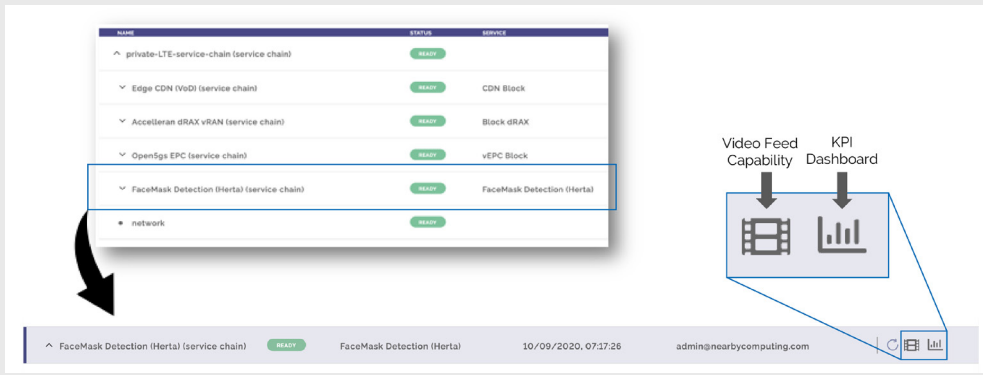 NAME STATUS SERVICE
private-LTE-service-chain (service chain) READY
Edge CDN (VoD) (service chain) READY CDN Block
Accelleran dRAX vRAN (service chain) READY Block dRAX
Open5gs EPC (service chain) READY vEPC Block
FaceMask Detection (Herta) (service chain) READY FaceMask Detection (Herta)
network READY
Video Feed
Capability
KPI
Dashboard
FaceMask Detection (Herta) (service chain) READY FaceMask Detection (Herta) 10/09/2020, 07:17:26 admin@nearbycomputing.com